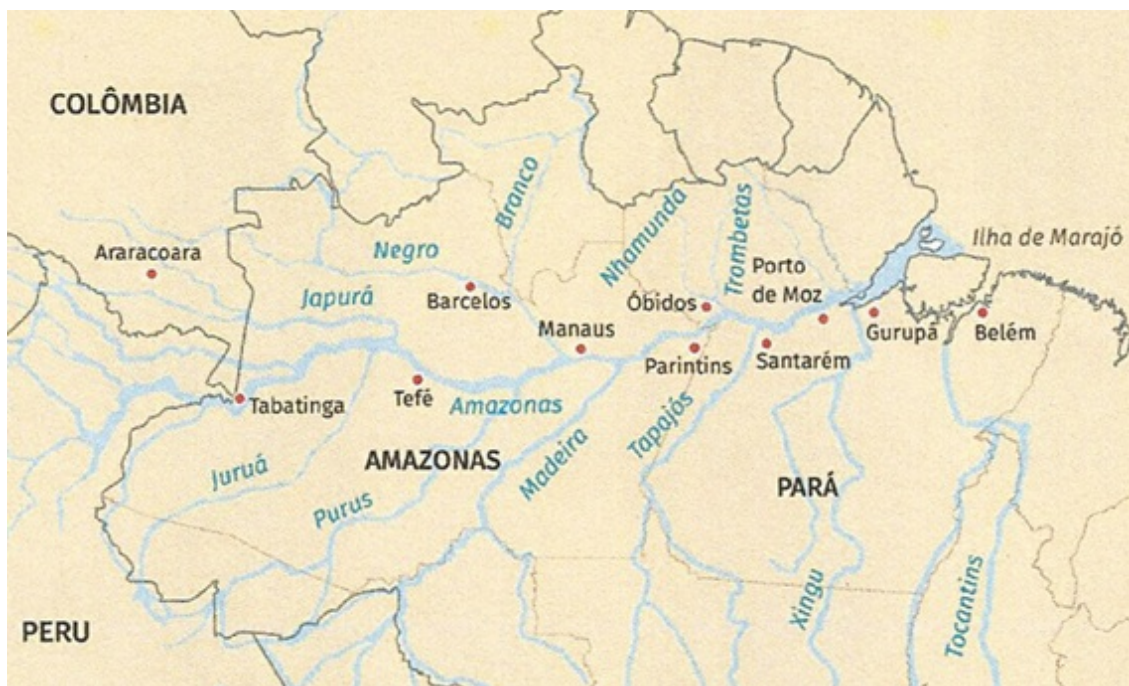 COLÔMBIA
Branco
Nhamunda
Trombetas
Ilha de Marajó
Araracoara
Negro
Japurá
Barcelos
Porto
de Moz
Óbidos
Manaus
Gurupá
Belém
Parintins
Santarém
Tabatinga
Tefé
Amazonas
Tapajós
Madeira
AMAZONAS
Juruá
Purus
PARÁ
Xingu
Tocantins
PERU